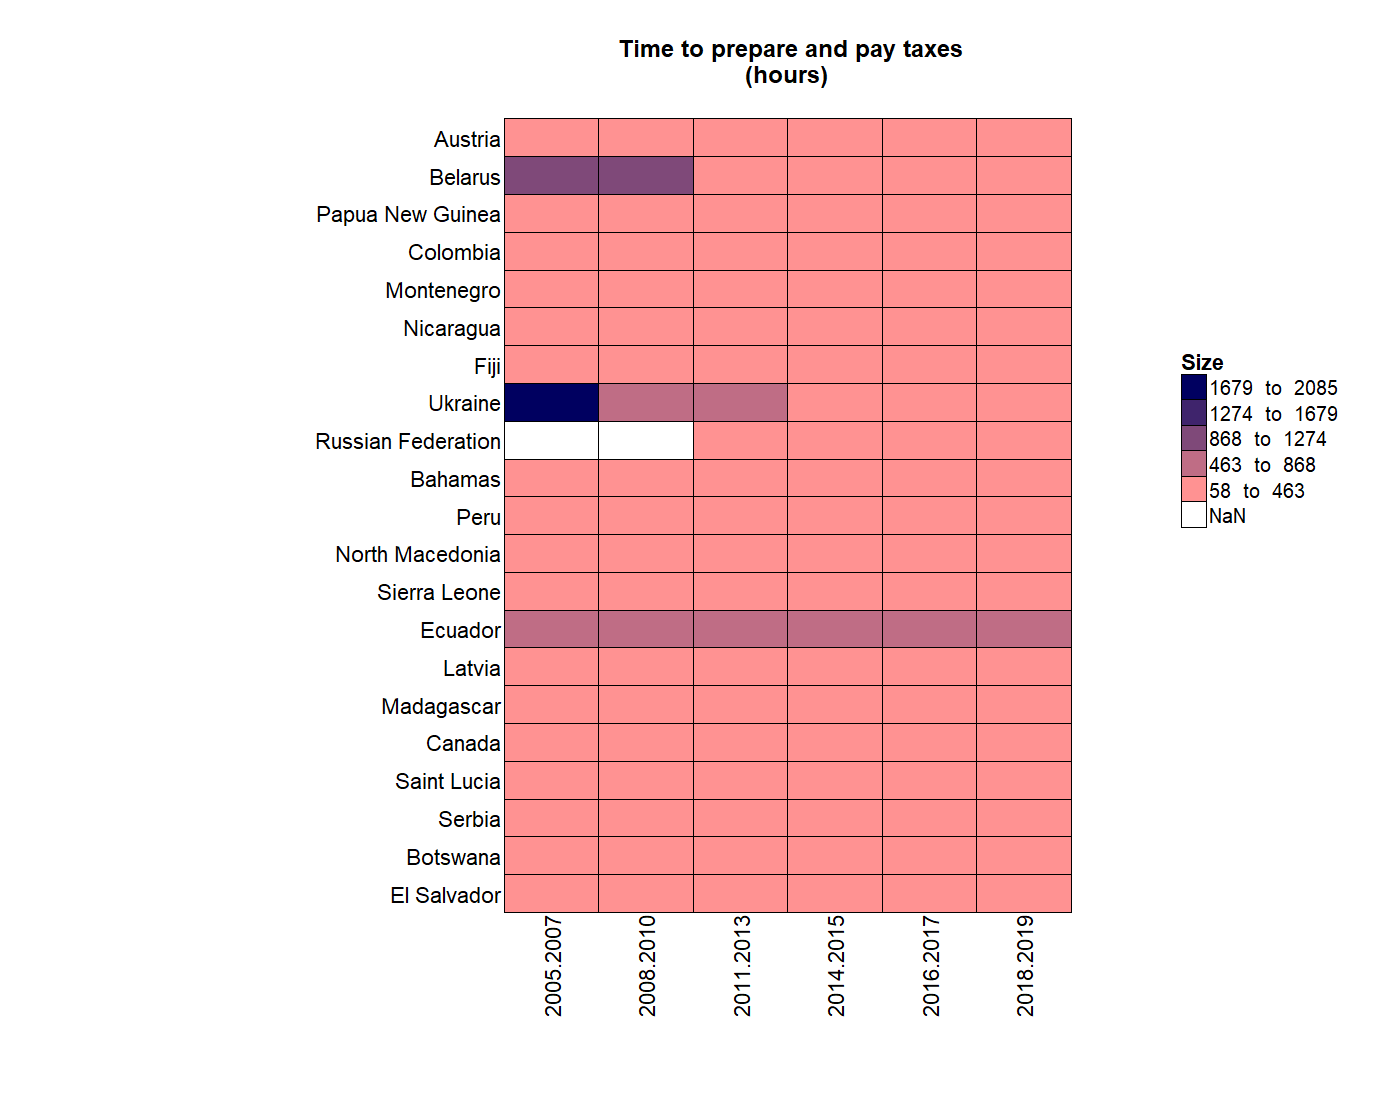 Time to prepare and pay taxes
(hours)
Austria
Belarus
Papua New Guinea
Colombia
Montenegro
Nicaragua
Fiji
Ukraine
Russian Federation
Bahamas
Peru
North Macedonia
Sierra Leone
Ecuador
Latvia
Madagascar
Canada
Saint Lucia
Serbia
Botswana
El Salvador
2005.2007
2008.2010
2011.2013
2014.2015
2016.2017
2018.2019
Size
1679 to 2085
1274 to 1679
868 to 1274
463 to 868
58 to 463
NaN